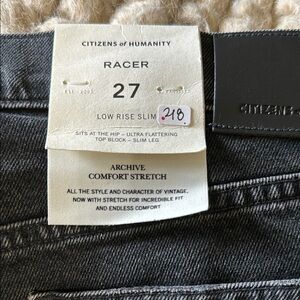 CITIZENS of HUMANITY
RACER
27
LOW RISE SLIM
218
SITS AT THE HIP – ULTRA FLATTERING
TOP BLOCK – SLIM LEG
CITIZENS
ARCHIVE
COMFORT STRETCH
ALL THE STYLE AND CHARACTER OF VINTAGE,
NOW WITH STRETCH FOR INCREDIBLE FIT
AND ENDLESS COMFORT